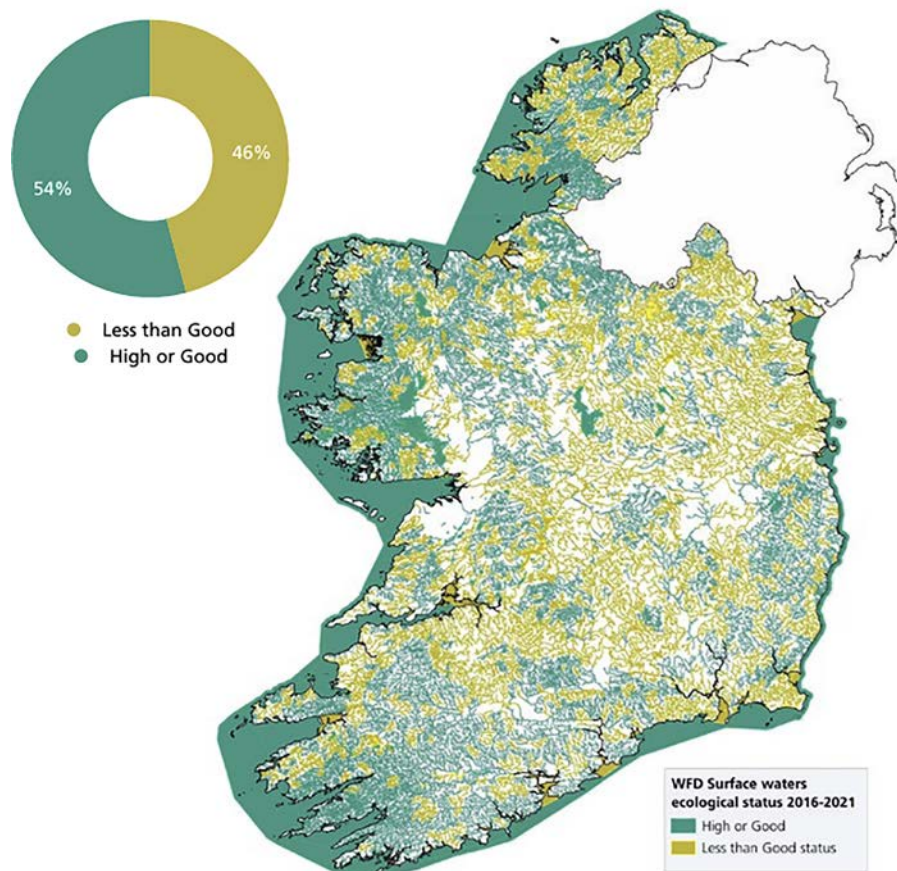 46%
54%
Less than Good
High or Good
WFD Surface waters
ecological status 2016-2021
High or Good
Less than Good status